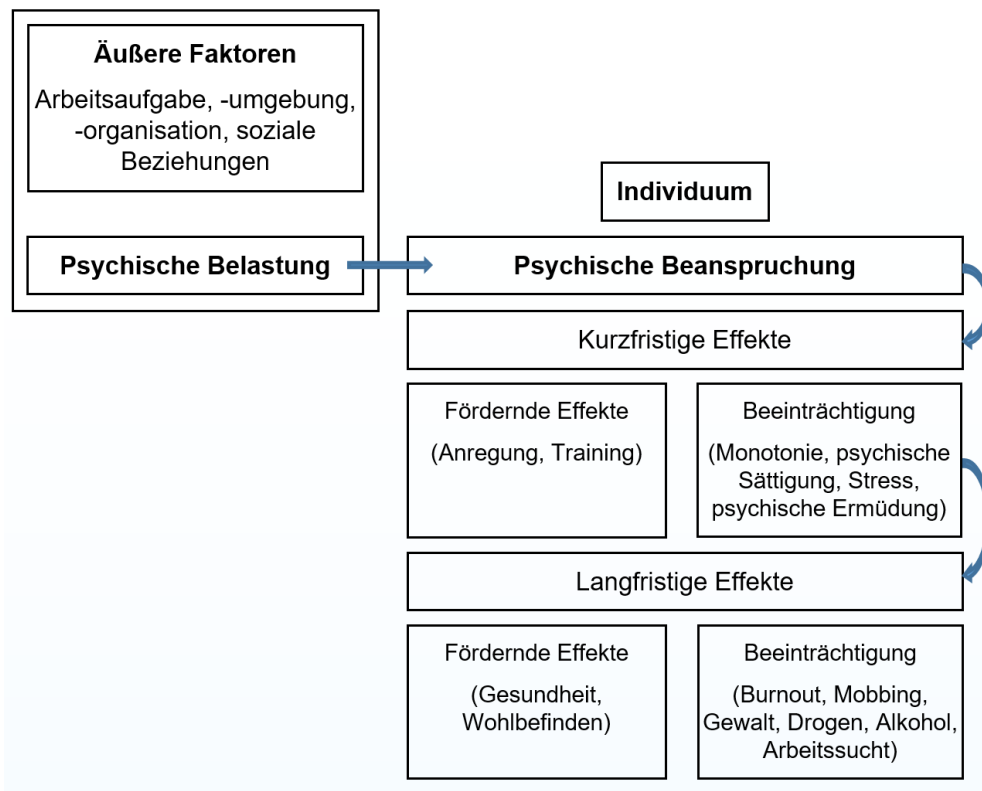 Äußere Faktoren
Arbeitsaufgabe, -umgebung,
-organisation, soziale
Beziehungen
Psychische Belastung
Individuum
Psychische Beanspruchung
Kurzfristige Effekte
Fördernde Effekte
(Anregung, Training)
Beeinträchtigung
(Monotonie, psychische
Sättigung, Stress,
psychische Ermüdung)
Langfristige Effekte
Fördernde Effekte
(Gesundheit,
Wohlbefinden)
Beeinträchtigung
(Burnout, Mobbing,
Gewalt, Drogen, Alkohol,
Arbeitssucht)